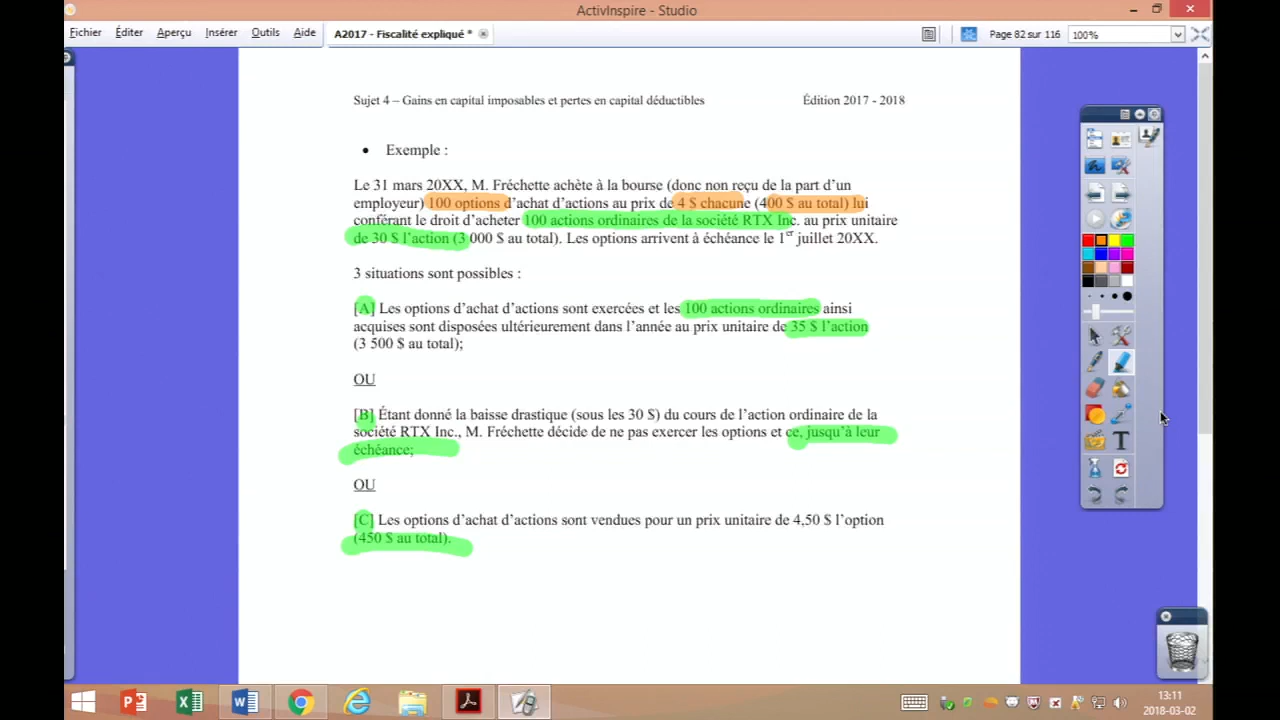 ActivInspire - Studio
Fichier Éditer Aperçu Insérer Outils Aide A2017 - Fiscalité expliqué * Page 82 sur 116 100%
Sujet 4 – Gains en capital imposables et pertes en capital déductibles Édition 2017 - 2018
• Exemple :
Le 31 mars 20XX, M. Fréchette achète à la bourse (donc non reçu de la part d’un
employeur) 100 options d’achat d’actions au prix de 4 $ chacune (400 $ au total) lui
conférant le droit d’acheter 100 actions ordinaires de la société RTX Inc. au prix unitaire
de 30 $ l’action (3 000 $ au total). Les options arrivent à échéance le 1er juillet 20XX.
3 situations sont possibles :
[A] Les options d’achat d’actions sont exercées et les 100 actions ordinaires ainsi
acquises sont disposées ultérieurement dans l’année au prix unitaire de 35 $ l’action
(3 500 $ au total);
OU
[B] Étant donné la baisse drastique (sous les 30 $) du cours de l’action ordinaire de la
société RTX Inc., M. Fréchette décide de ne pas exercer les options et ce, jusqu’à leur
échéance;
OU
[C] Les options d’achat d’actions sont vendues pour un prix unitaire de 4,50 $ l’option
(450 $ au total).
13:11
2018-03-02